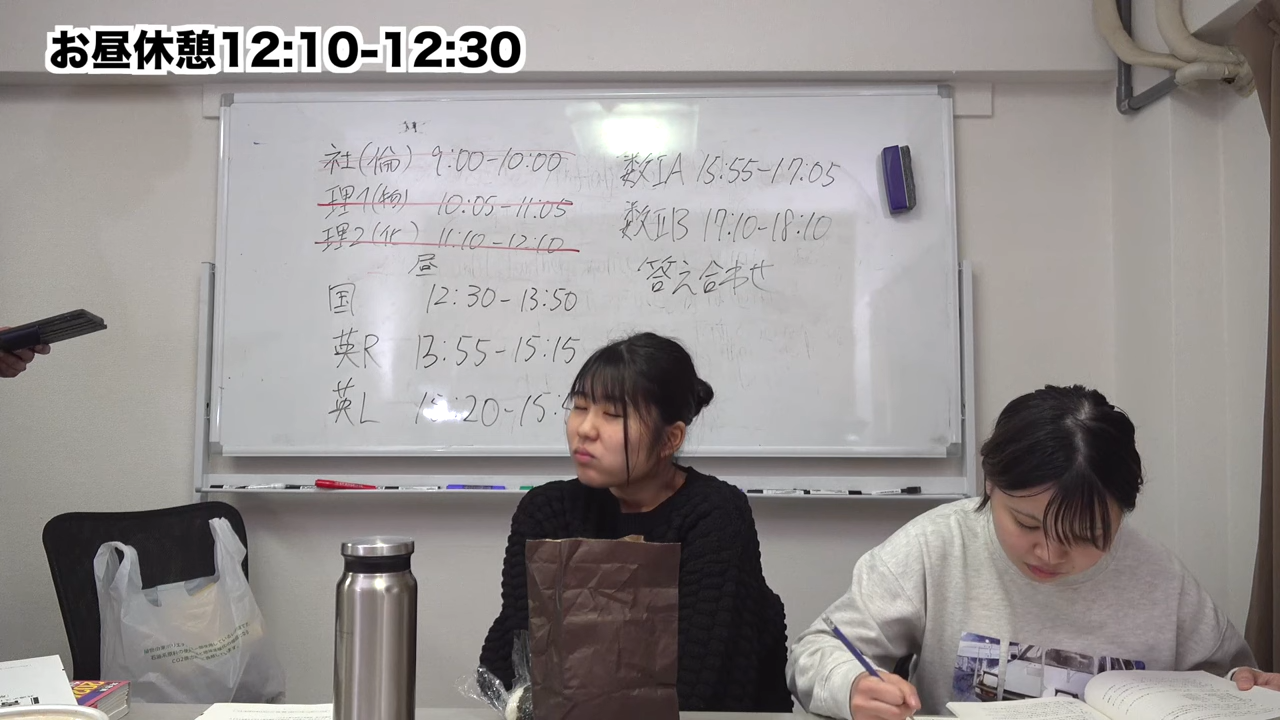 お昼休憩12:10-12:30
社(倫) 9:00-10:00
理1(物) 10:05-11:05
理2(化) 11:10-12:10
昼
国 12:30-13:50
英R 13:55-15:15
英L 15:20-15:
数IA 15:55-17:05
数ⅡB 17:10-18:10
答え合わせ